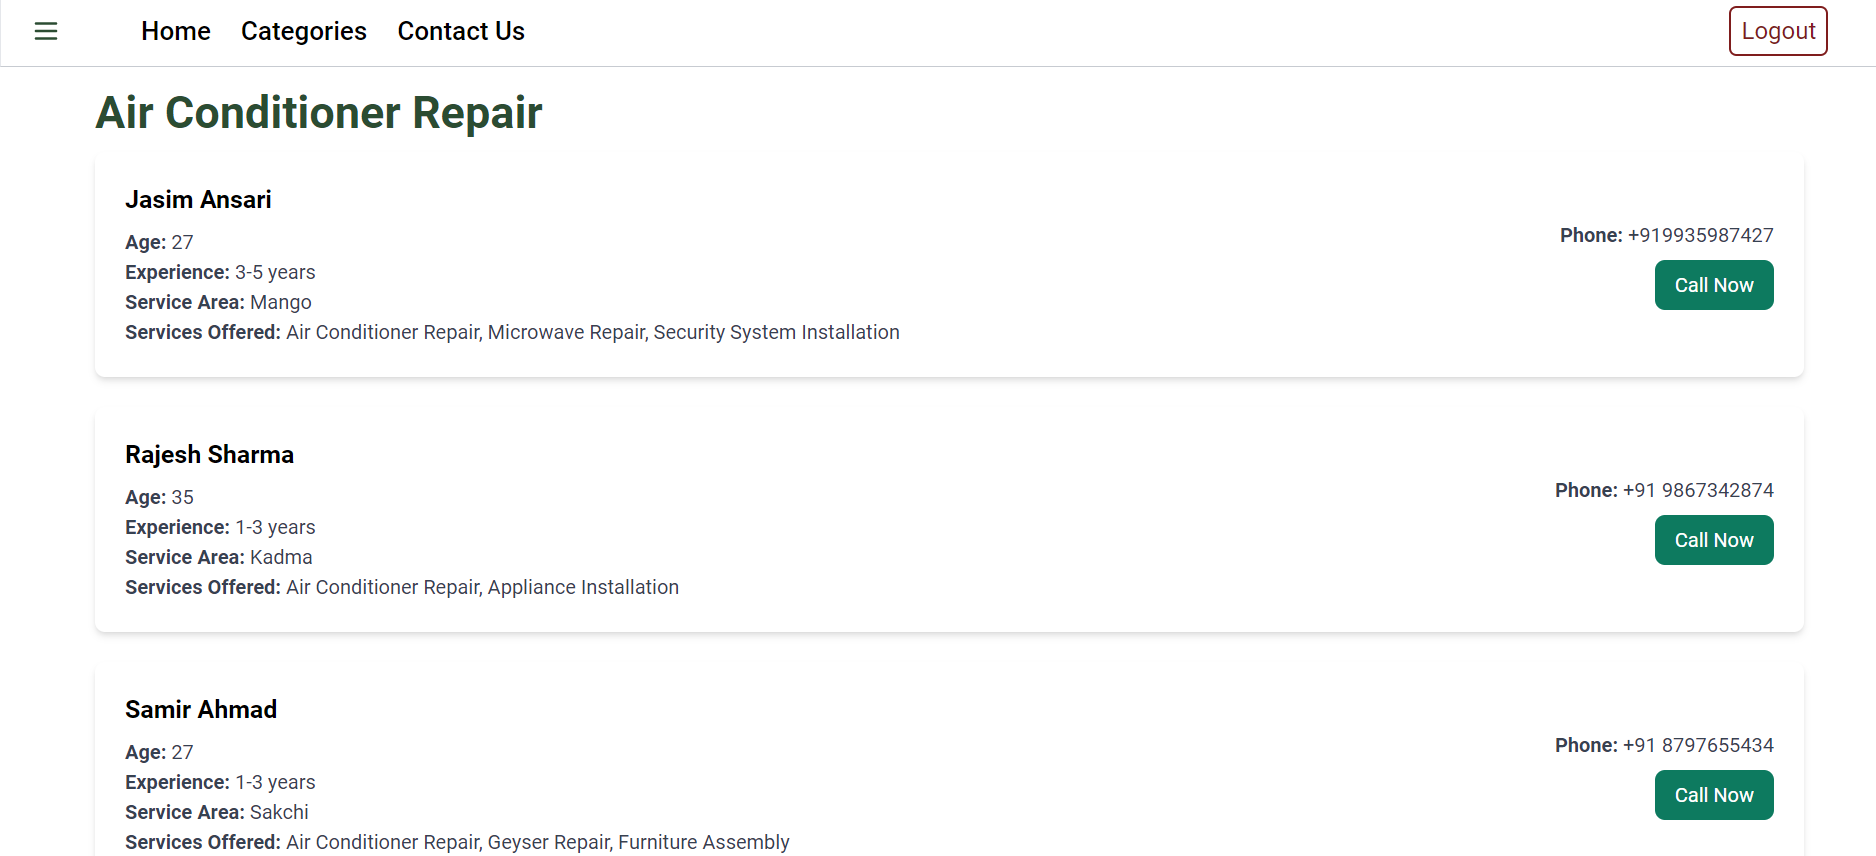 Home Categories Contact Us Logout
Air Conditioner Repair
Jasim Ansari
Age: 27
Experience: 3-5 years
Service Area: Mango
Services Offered: Air Conditioner Repair, Microwave Repair, Security System Installation
Phone: +919935987427
Call Now
Rajesh Sharma
Age: 35
Experience: 1-3 years
Service Area: Kadma
Services Offered: Air Conditioner Repair, Appliance Installation
Phone: +91 9867342874
Call Now
Samir Ahmad
Age: 27
Experience: 1-3 years
Service Area: Sakchi
Services Offered: Air Conditioner Repair, Geyser Repair, Furniture Assembly
Phone: +91 8797655434
Call Now